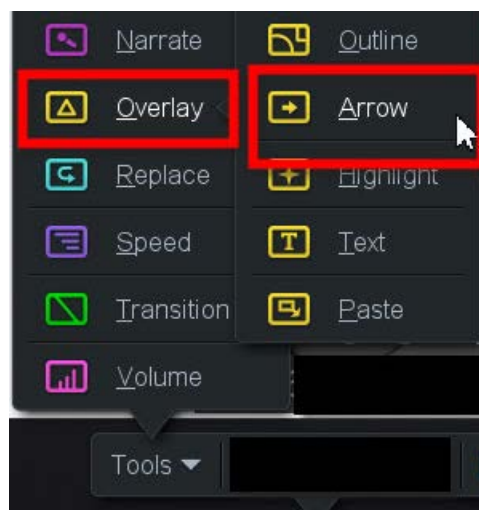 Narrate
Overlay
Replace
Speed
Transition
Volume
Outline
Arrow
Highlight
Text
Paste
Tools